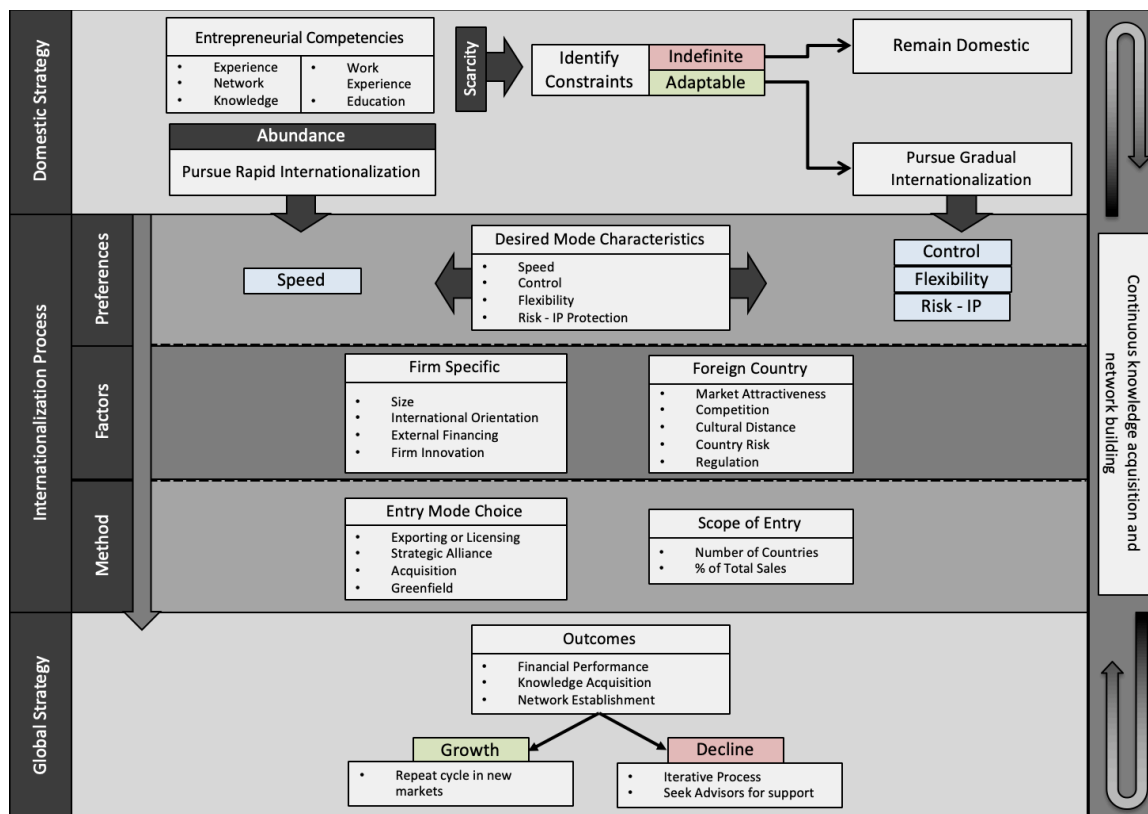 Domestic Strategy
Entrepreneurial Competencies
• Experience
• Network
• Knowledge
• Work
Experience
• Education
Abundance
Pursue Rapid Internationalization
Scarcity
Identify
Constraints
Indefinite
Adaptable
Remain Domestic
Pursue Gradual
Internationalization
Internationalization Process
Preferences
Speed
Desired Mode Characteristics
• Speed
• Control
• Flexibility
• Risk - IP Protection
Control
Flexibility
Risk - IP
Factors
Firm Specific
• Size
• International Orientation
• External Financing
• Firm Innovation
Foreign Country
• Market Attractiveness
• Competition
• Cultural Distance
• Country Risk
• Regulation
Method
Entry Mode Choice
• Exporting or Licensing
• Strategic Alliance
• Acquisition
• Greenfield
Scope of Entry
• Number of Countries
• % of Total Sales
Global Strategy
Outcomes
• Financial Performance
• Knowledge Acquisition
• Network Establishment
Growth
• Repeat cycle in new
markets
Decline
• Iterative Process
• Seek Advisors for support
Continuous knowledge acquisition and
network building